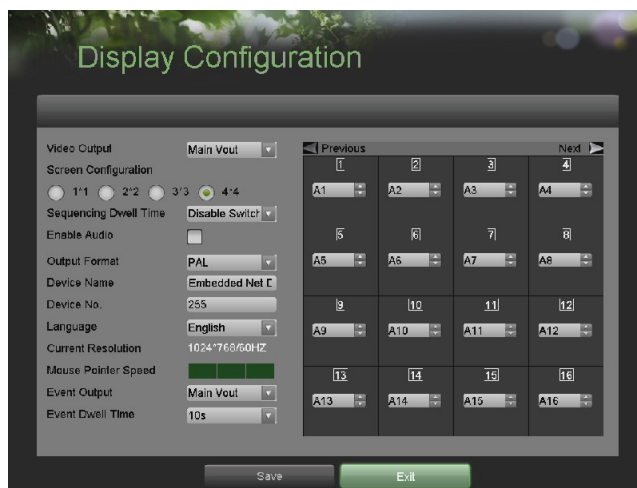 Display Configuration
Video Output Main Vout
Screen Configuration
1*1 2*2 3*3 4*4
Sequencing Dwell Time Disable Switch
Enable Audio
Output Format PAL
Device Name Embedded Net D
Device No. 255
Language English
Current Resolution 1024*768/60HZ
Mouse Pointer Speed
Event Output Main Vout
Event Dwell Time 10s
Previous Next
1 2 3 4
A1 A2 A3 A4
5 6 7 8
A5 A6 A7 A8
9 10 11 12
A9 A10 A11 A12
13 14 15 16
A13 A14 A15 A16
Save Exit